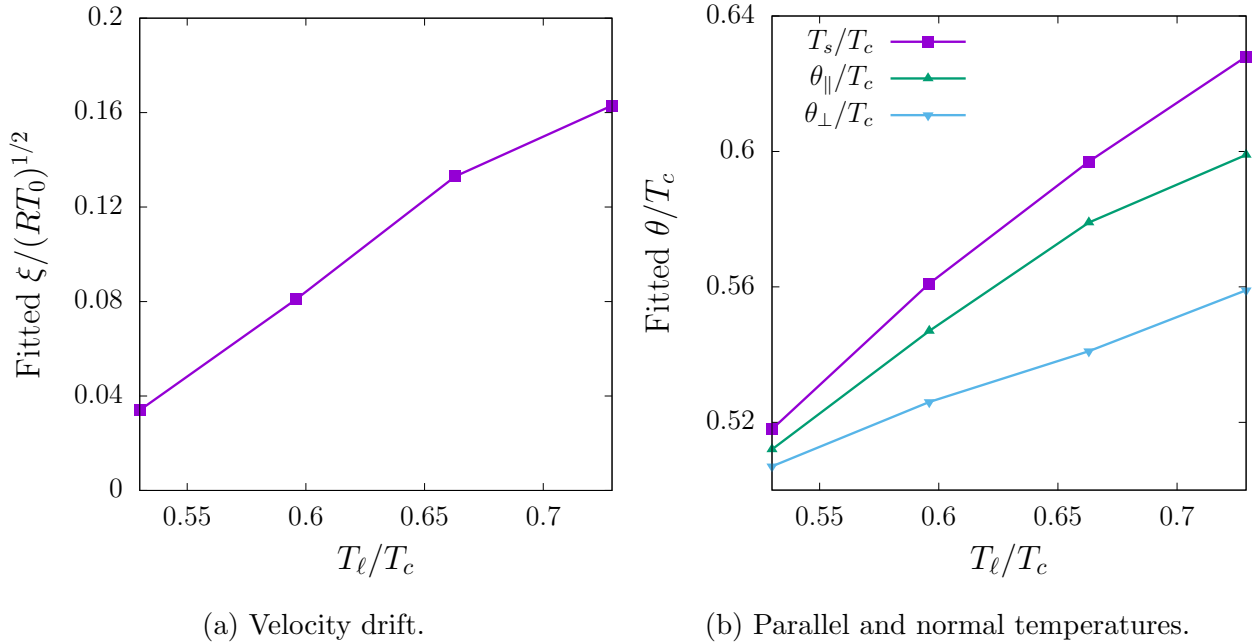 0.2
0.16
0.12
0.08
0.04
0
Fitted ξ/(RT₀)^{1/2}
0.55 0.6 0.65 0.7
T_ℓ/T_c
(a) Velocity drift.
0.64
0.6
0.56
0.52
Fitted θ/T_c
T_s/T_c
θ_∥/T_c
θ_⊥/T_c
0.55 0.6 0.65 0.7
T_ℓ/T_c
(b) Parallel and normal temperatures.